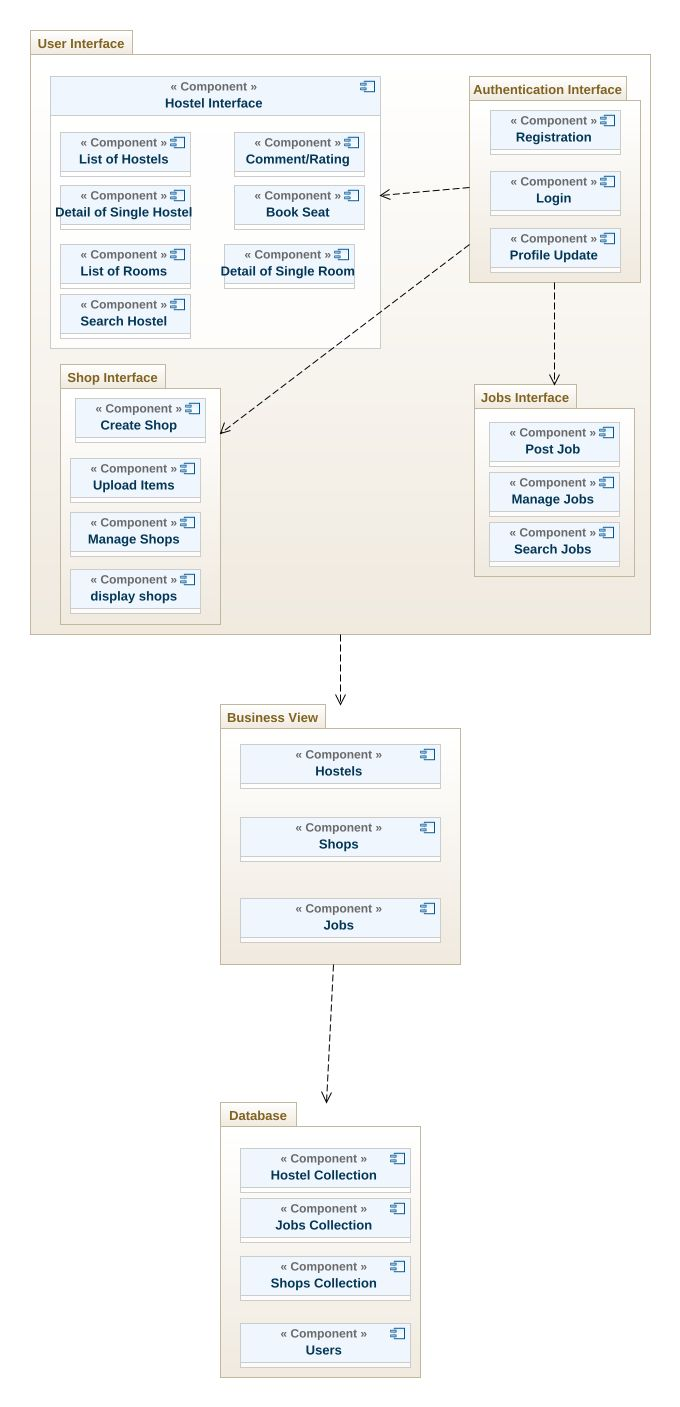 User Interface
« Component »
Hostel Interface
« Component »
List of Hostels
« Component »
Comment/Rating
« Component »
Detail of Single Hostel
« Component »
Book Seat
« Component »
List of Rooms
« Component »
Detail of Single Room
« Component »
Search Hostel
Authentication Interface
« Component »
Registration
« Component »
Login
« Component »
Profile Update
Shop Interface
« Component »
Create Shop
« Component »
Upload Items
« Component »
Manage Shops
« Component »
display shops
Jobs Interface
« Component »
Post Job
« Component »
Manage Jobs
« Component »
Search Jobs
Business View
« Component »
Hostels
« Component »
Shops
« Component »
Jobs
Database
« Component »
Hostel Collection
« Component »
Jobs Collection
« Component »
Shops Collection
« Component »
Users